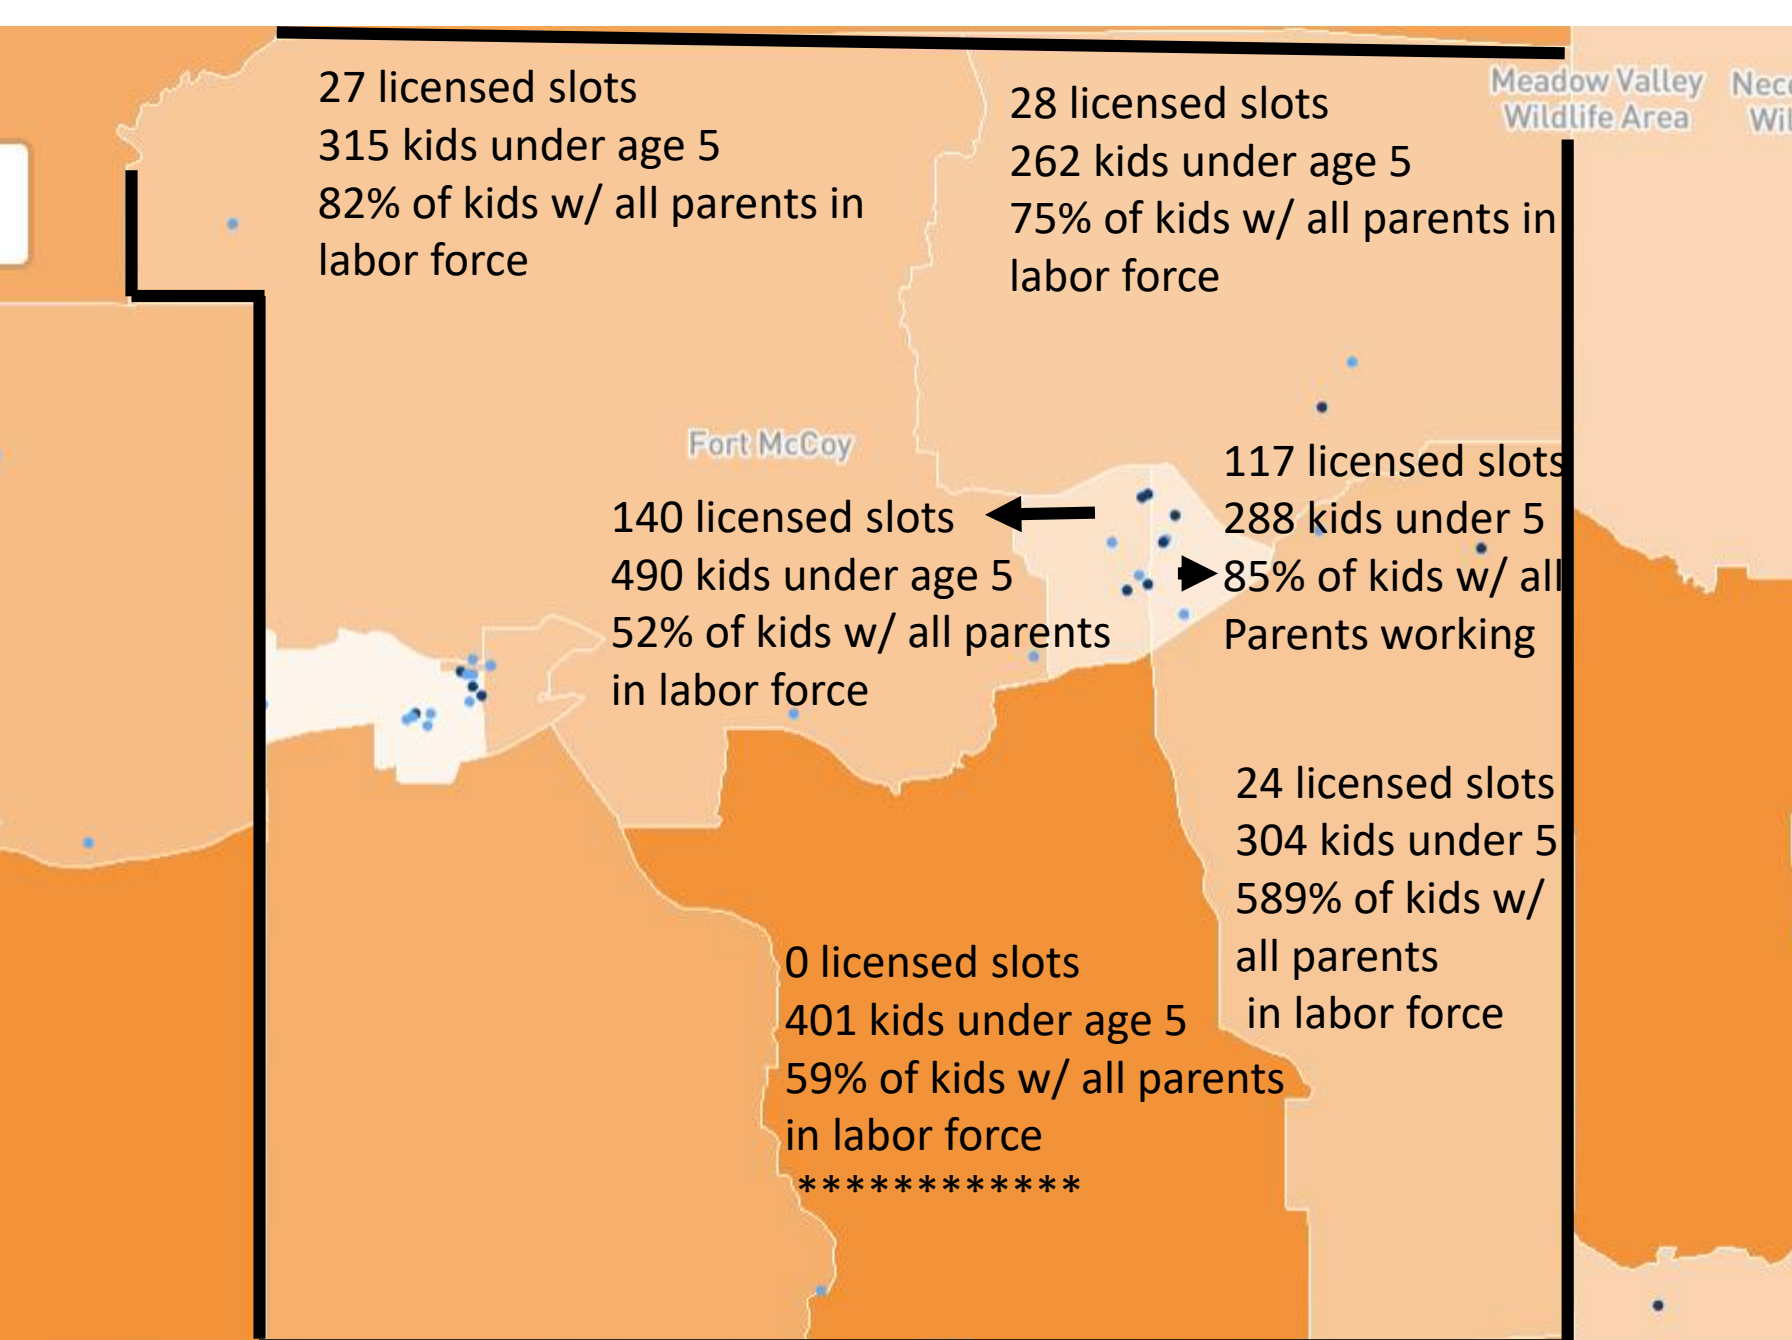 27 licensed slots
315 kids under age 5
82% of kids w/ all parents in
labor force
28 licensed slots
262 kids under age 5
75% of kids w/ all parents in
labor force
Meadow Valley
Wildlife Area
Fort McCoy
140 licensed slots
490 kids under age 5
52% of kids w/ all parents
in labor force
117 licensed slots
288 kids under 5
85% of kids w/ all
Parents working
24 licensed slots
304 kids under 5
589% of kids w/
all parents
in labor force
0 licensed slots
401 kids under age 5
59% of kids w/ all parents
in labor force
************